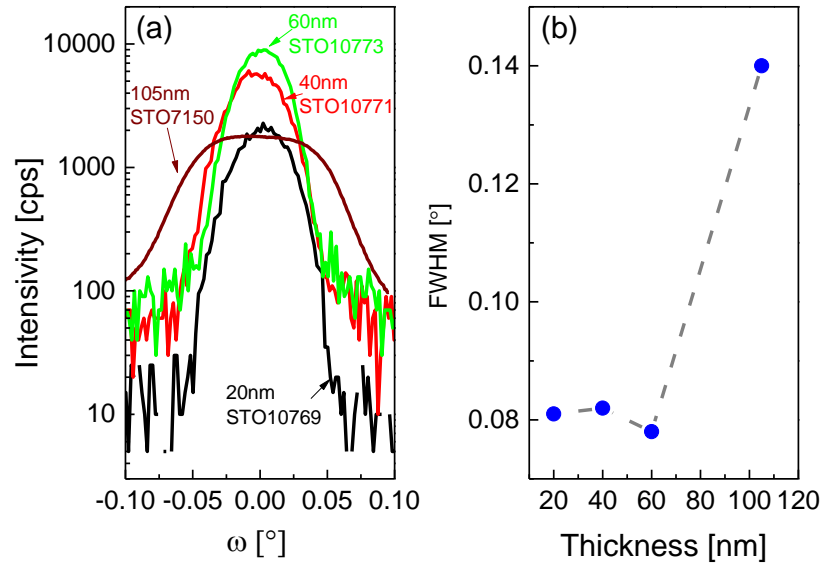 (a)
60nm
STO10773
40nm
STO10771
105nm
STO7150
20nm
STO10769
10000
1000
100
10
Intensivity [cps]
-0.10 -0.05 0.00 0.05 0.10
ω [°]
(b)
0.14
0.12
0.10
0.08
FWHM [°]
20 40 60 80 100 120
Thickness [nm]